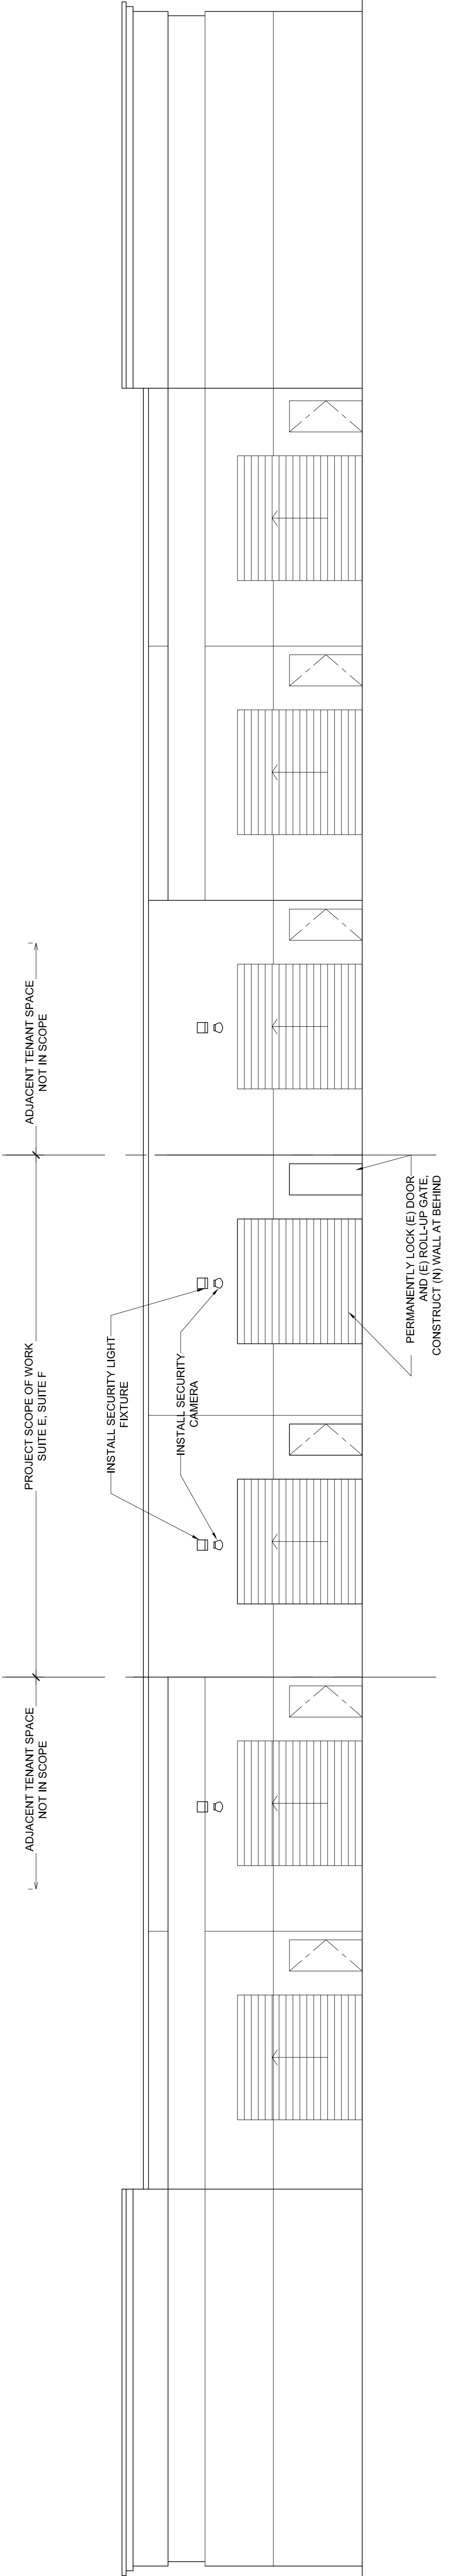 ADJACENT TENANT SPACE
NOT IN SCOPE
PROJECT SCOPE OF WORK
SUITE E, SUITE F
ADJACENT TENANT SPACE
NOT IN SCOPE
INSTALL SECURITY LIGHT
FIXTURE
INSTALL SECURITY
CAMERA
PERMANENTLY LOCK (E) DOOR
AND (E) ROLL-UP GATE,
CONSTRUCT (N) WALL AT BEHIND